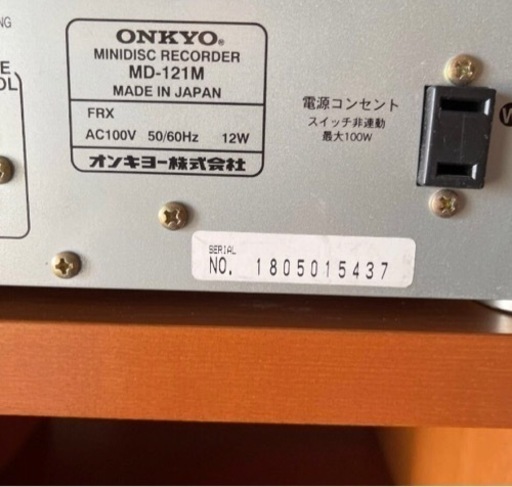 NG
E
OL
ONKYO®
MINIDISC RECORDER
MD-121M
MADE IN JAPAN
FRX
AC100V 50/60Hz 12W
オンキヨー株式会社
電源コンセント
スイッチ非連動
最大100W
SERIAL
NO. 1805015437